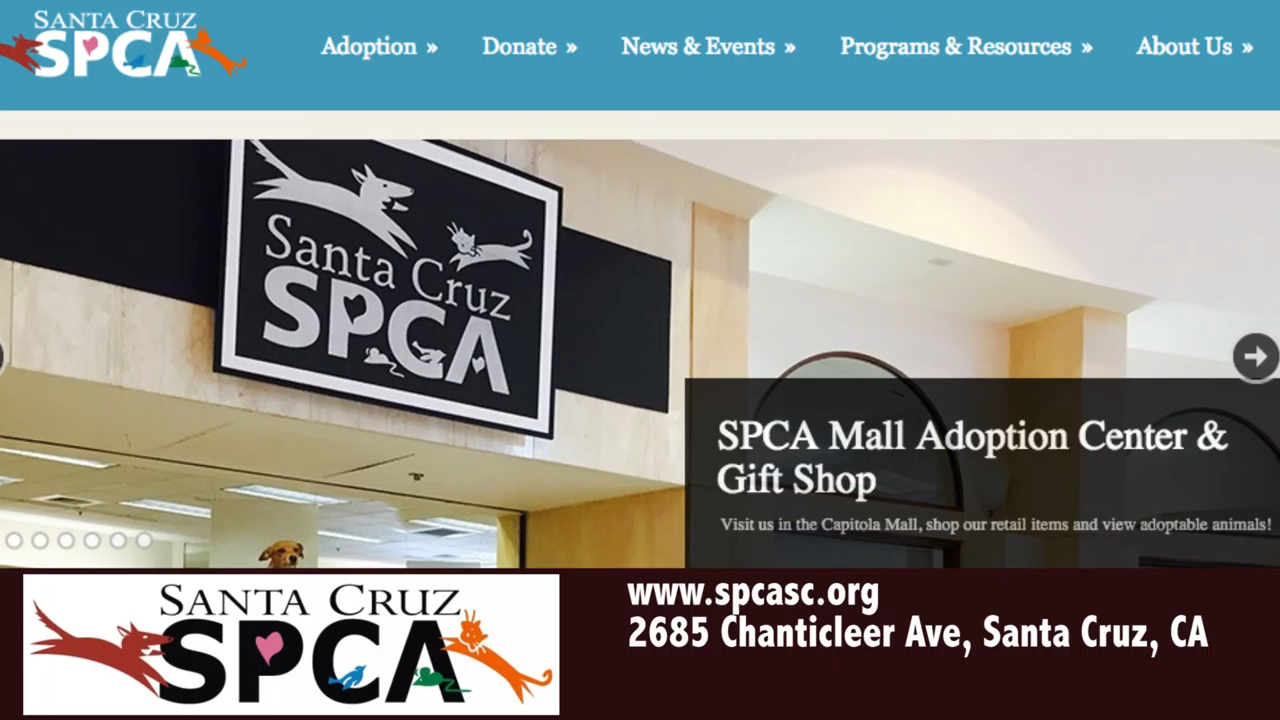 SANTA CRUZ
SPCA
Adoption » Donate » News & Events » Programs & Resources » About Us »
Santa Cruz
SPCA
SPCA Mall Adoption Center &
Gift Shop
Visit us in the Capitola Mall, shop our retail items and view adoptable animals!
SANTA CRUZ
SPCA
www.spcasc.org
2685 Chanticleer Ave, Santa Cruz, CA